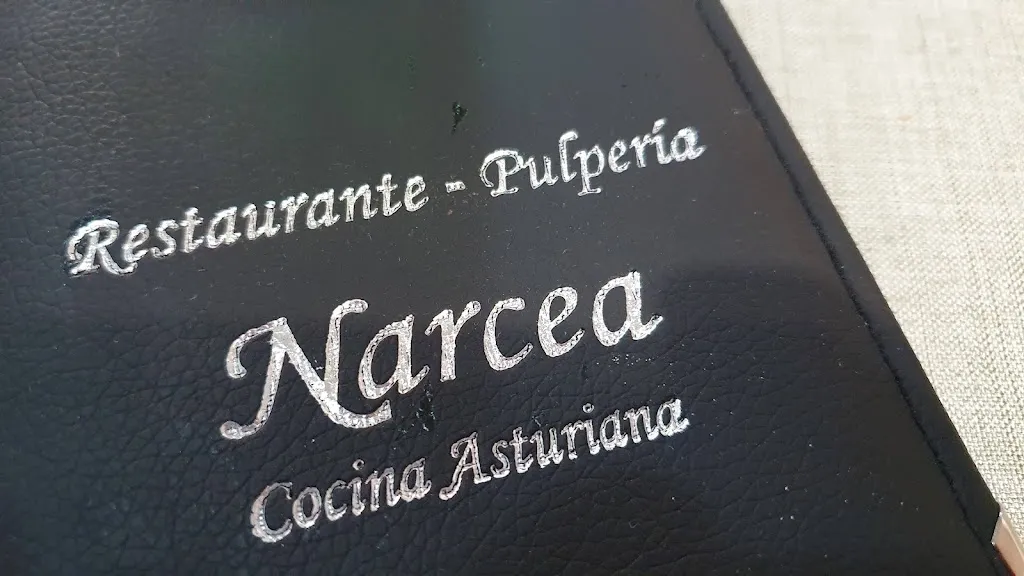 Restaurante - Pulpería
Narcea
Cocina Asturiana